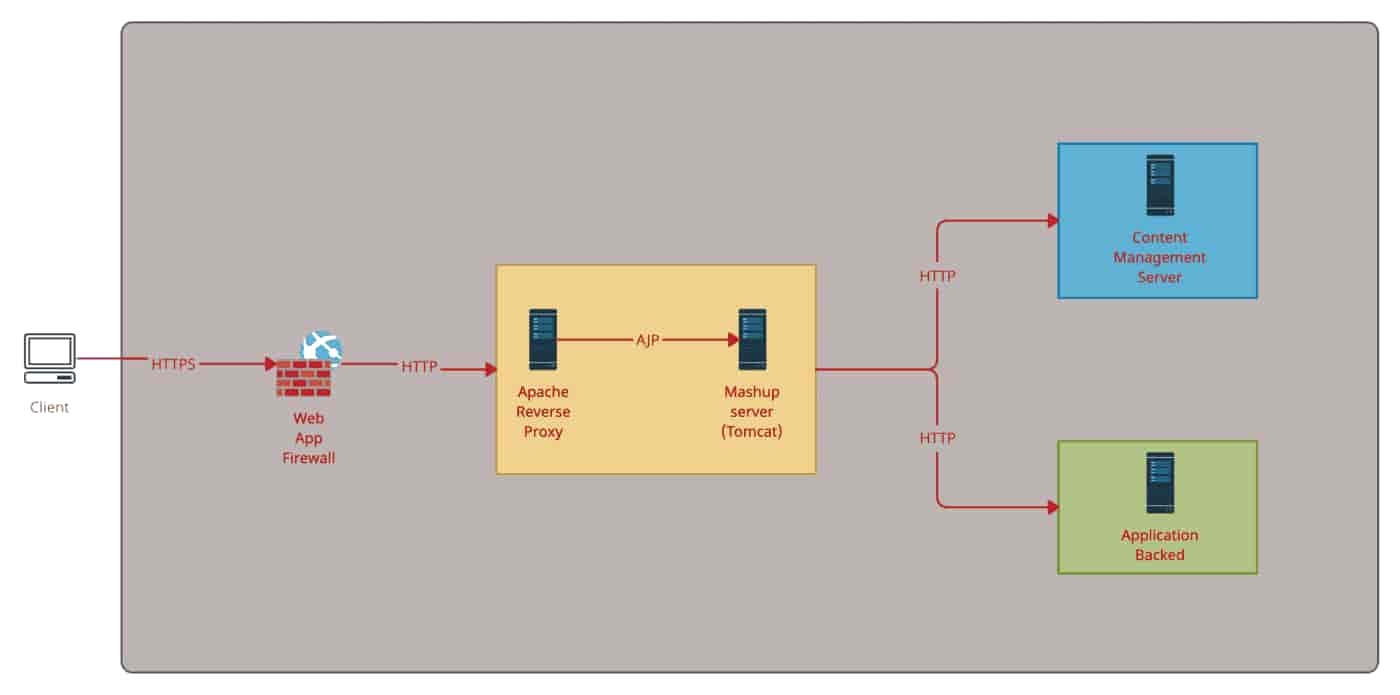 Client
HTTPS
Web
App
Firewall
HTTP
Apache
Reverse
Proxy
AJP
Mashup
server
(Tomcat)
HTTP
Content
Management
Server
HTTP
Application
Backed